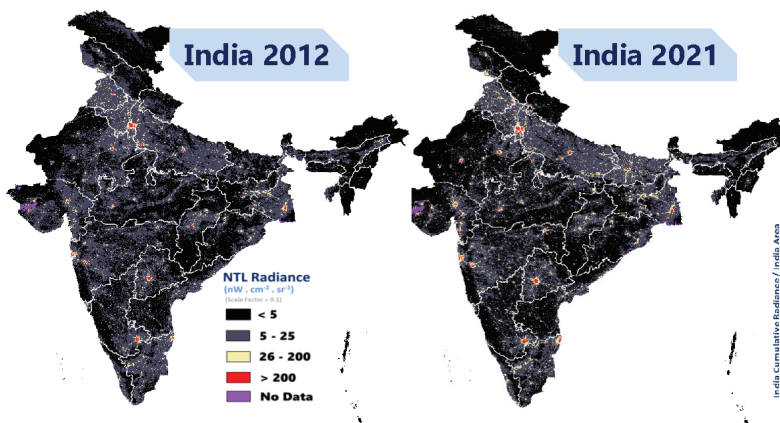 India 2012
India 2021
NTL Radiance
(nW . cm⁻² . sr⁻¹)
(Scale Factor = 0.1)
< 5
5 - 25
26 - 200
> 200
No Data
India Cumulative Radiance / India Area